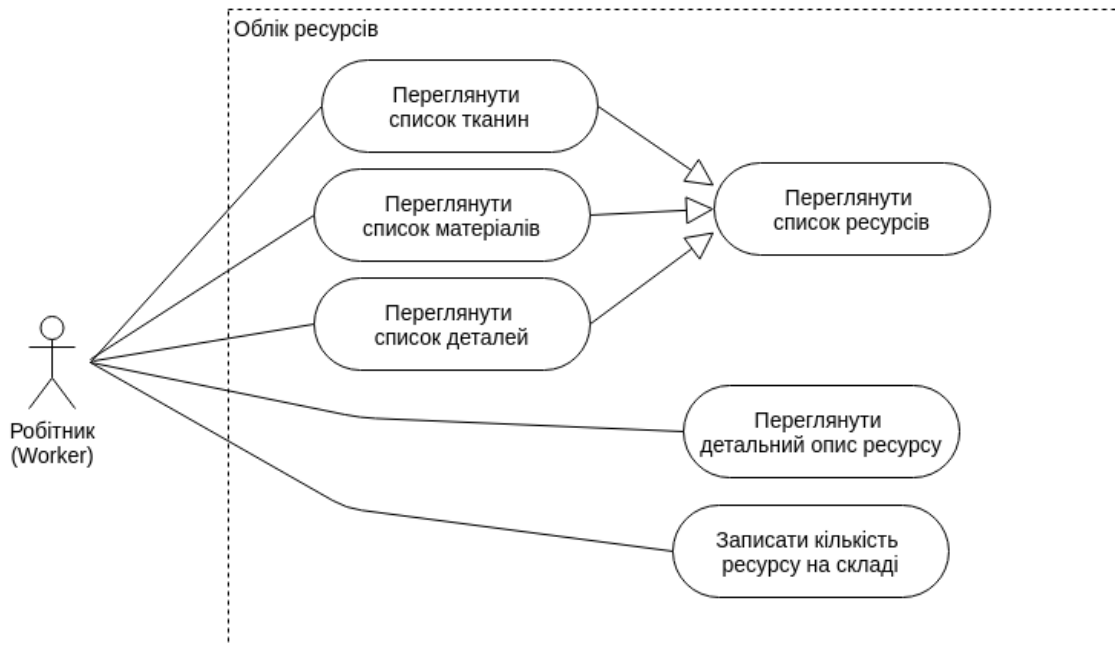 Облік ресурсів
Переглянути
список тканин
Переглянути
список матеріалів
Переглянути
список деталей
Переглянути
список ресурсів
Робітник
(Worker)
Переглянути
детальний опис ресурсу
Записати кількість
ресурсу на складі